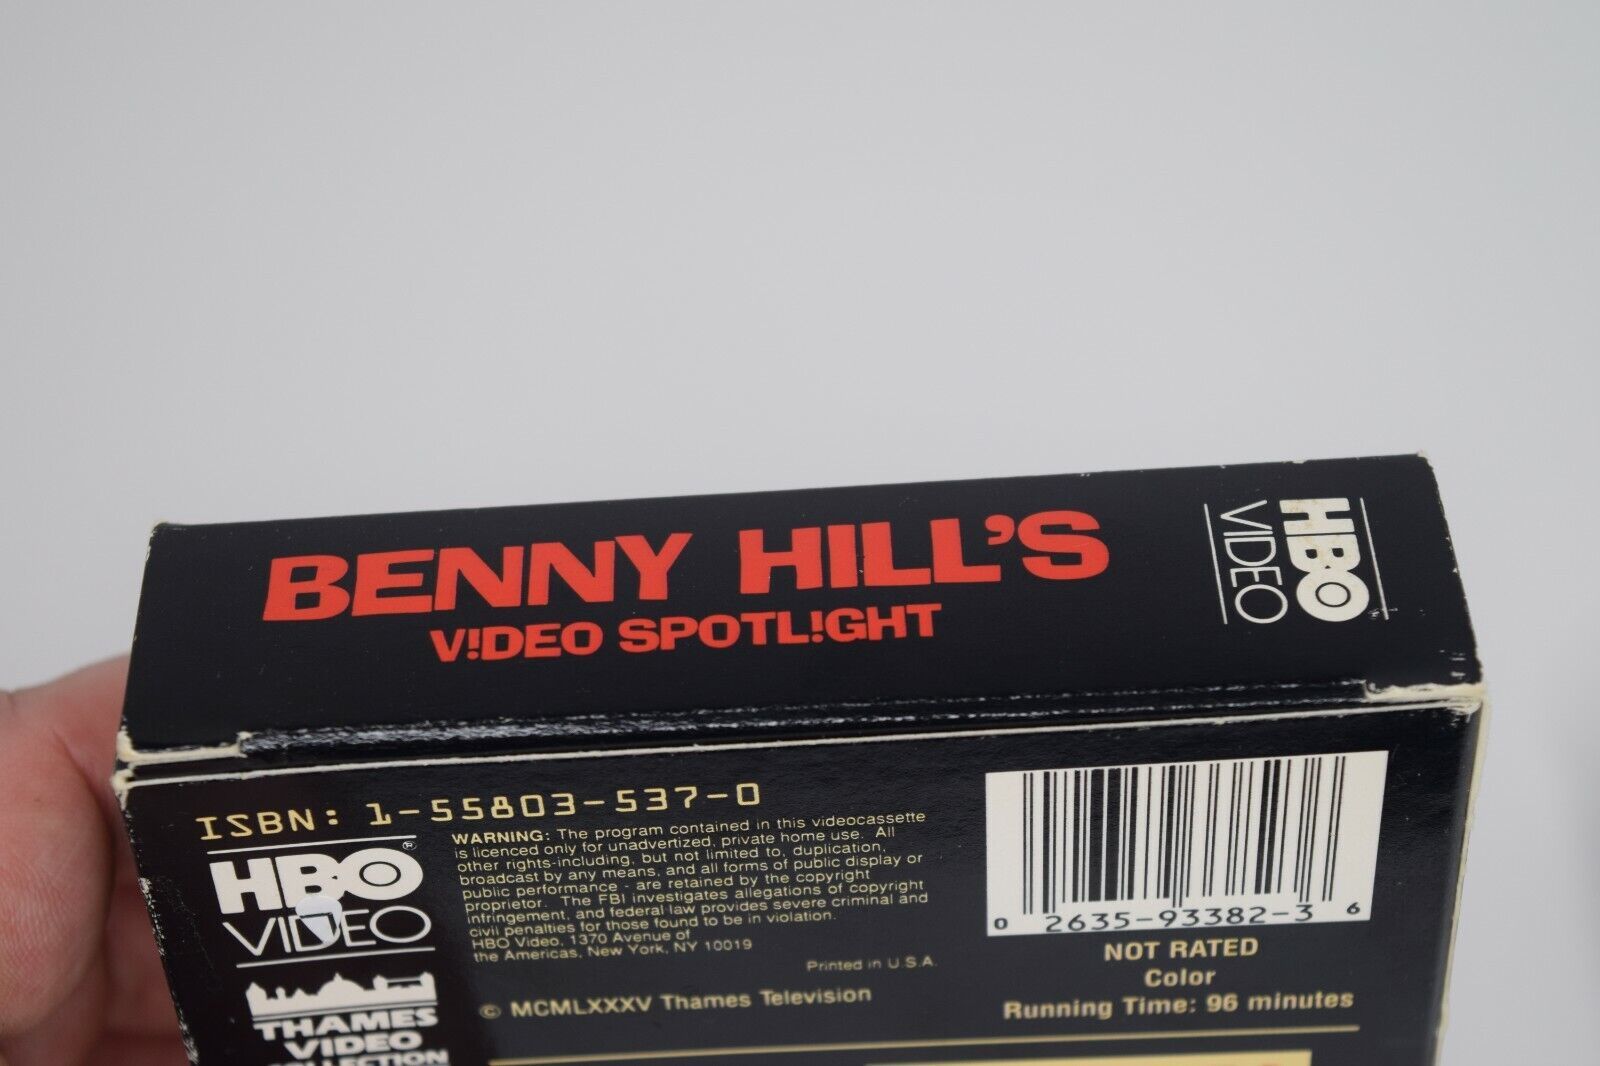 BENNY HILL'S
V!DEO SPOTL!GHT
HBO
VIDEO
ISBN: 1-55803-537-0
HBO®
VIDEO
THAMES
VIDEO
COLLECTION
WARNING: The program contained in this videocassette
is licenced only for unadvertized, private home use. All
other rights-including, but not limited to, duplication,
broadcast by any means, and all forms of public display or
public performance - are retained by the copyright
proprietor. The FBI investigates allegations of copyright
infringement, and federal law provides severe criminal and
civil penalties for those found to be in violation.
HBO Video, 1370 Avenue of
the Americas, New York, NY 10019
Printed in U.S.A.
© MCMLXXXV Thames Television
0 2635-93382-3 6
NOT RATED
Color
Running Time: 96 minutes